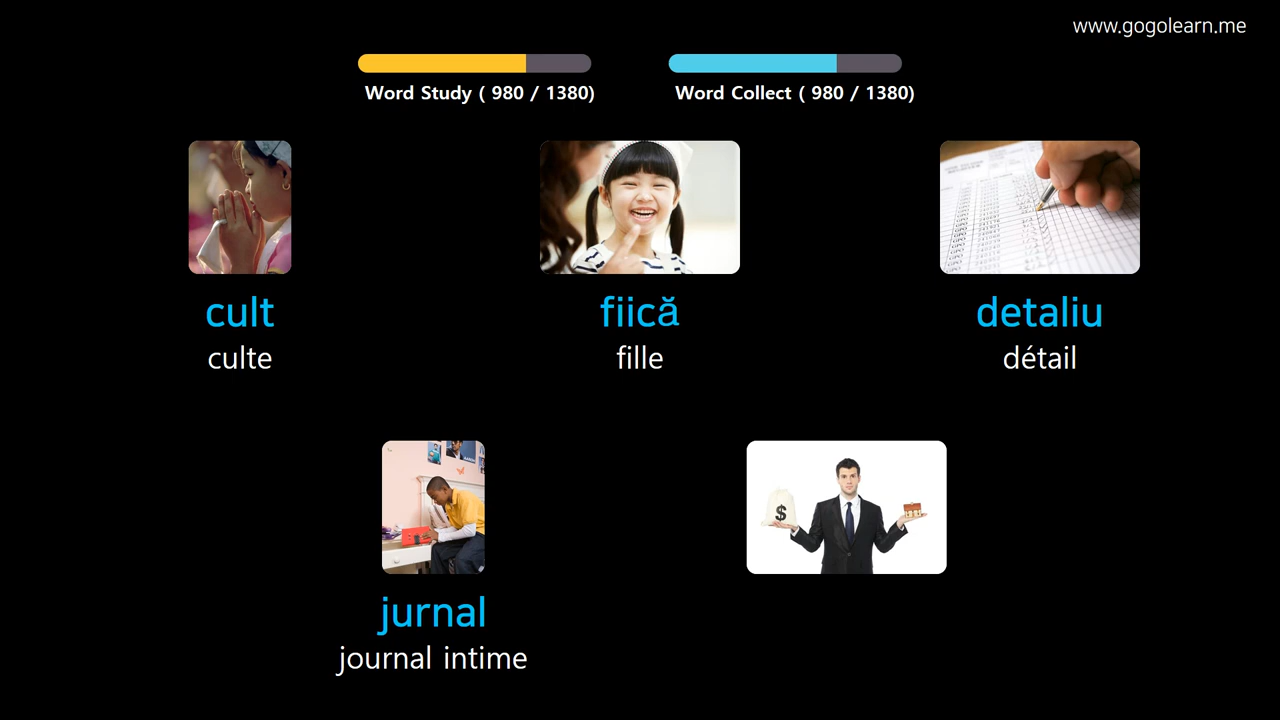 www.gogolearn.me
Word Study ( 980 / 1380)
Word Collect ( 980 / 1380)
cult
culte
fiică
fille
detaliu
détail
jurnal
journal intime
$